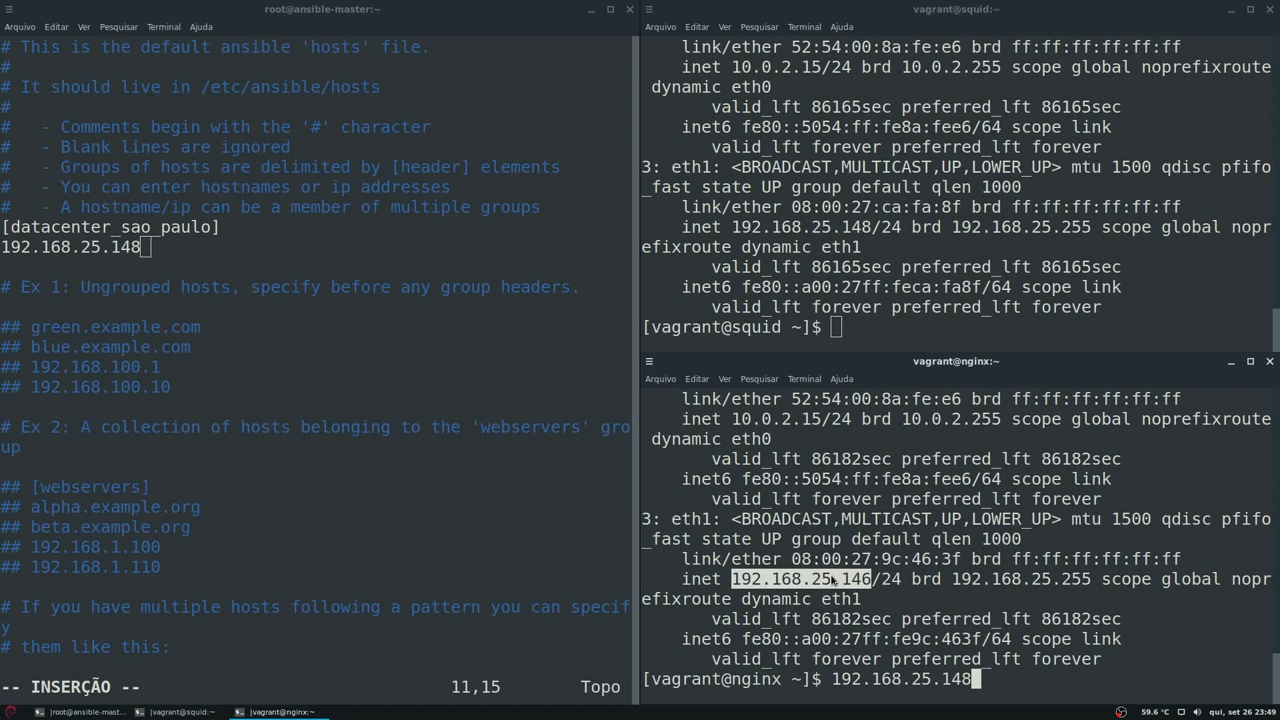 root@ansible-master:~
Arquivo Editar Ver Pesquisar Terminal Ajuda
# This is the default ansible 'hosts' file.
#
# It should live in /etc/ansible/hosts
#
#   - Comments begin with the '#' character
#   - Blank lines are ignored
#   - Groups of hosts are delimited by [header] elements
#   - You can enter hostnames or ip addresses
#   - A hostname/ip can be a member of multiple groups
[datacenter_sao_paulo]
192.168.25.148
# Ex 1: Ungrouped hosts, specify before any group headers.
## green.example.com
## blue.example.com
## 192.168.100.1
## 192.168.100.10
# Ex 2: A collection of hosts belonging to the 'webservers' gro
up
## [webservers]
## alpha.example.org
## beta.example.org
## 192.168.1.100
## 192.168.1.110
# If you have multiple hosts following a pattern you can specif
y
# them like this:
-- INSERÇÃO -- 11,15 Topo
vagrant@squid:~
Arquivo Editar Ver Pesquisar Terminal Ajuda
link/ether 52:54:00:8a:fe:e6 brd ff:ff:ff:ff:ff:ff
inet 10.0.2.15/24 brd 10.0.2.255 scope global noprefixroute
dynamic eth0
valid_lft 86165sec preferred_lft 86165sec
inet6 fe80::5054:ff:fe8a:fee6/64 scope link
valid_lft forever preferred_lft forever
3: eth1: <BROADCAST,MULTICAST,UP,LOWER_UP> mtu 1500 qdisc pfifo
_fast state UP group default qlen 1000
link/ether 08:00:27:ca:fa:8f brd ff:ff:ff:ff:ff:ff
inet 192.168.25.148/24 brd 192.168.25.255 scope global nopr
efixroute dynamic eth1
valid_lft 86165sec preferred_lft 86165sec
inet6 fe80::a00:27ff:feca:fa8f/64 scope link
valid_lft forever preferred_lft forever
[vagrant@squid ~]$
vagrant@nginx:~
Arquivo Editar Ver Pesquisar Terminal Ajuda
link/ether 52:54:00:8a:fe:e6 brd ff:ff:ff:ff:ff:ff
inet 10.0.2.15/24 brd 10.0.2.255 scope global noprefixroute
dynamic eth0
valid_lft 86182sec preferred_lft 86182sec
inet6 fe80::5054:ff:fe8a:fee6/64 scope link
valid_lft forever preferred_lft forever
3: eth1: <BROADCAST,MULTICAST,UP,LOWER_UP> mtu 1500 qdisc pfifo
_fast state UP group default qlen 1000
link/ether 08:00:27:9c:46:3f brd ff:ff:ff:ff:ff:ff
inet 192.168.25.146/24 brd 192.168.25.255 scope global nopr
efixroute dynamic eth1
valid_lft 86182sec preferred_lft 86182sec
inet6 fe80::a00:27ff:fe9c:463f/64 scope link
valid_lft forever preferred_lft forever
[vagrant@nginx ~]$ 192.168.25.148
|root@ansible-mast... |vagrant@squid:~ |vagrant@nginx:~ 59.6 °C qui, set 26 23:49